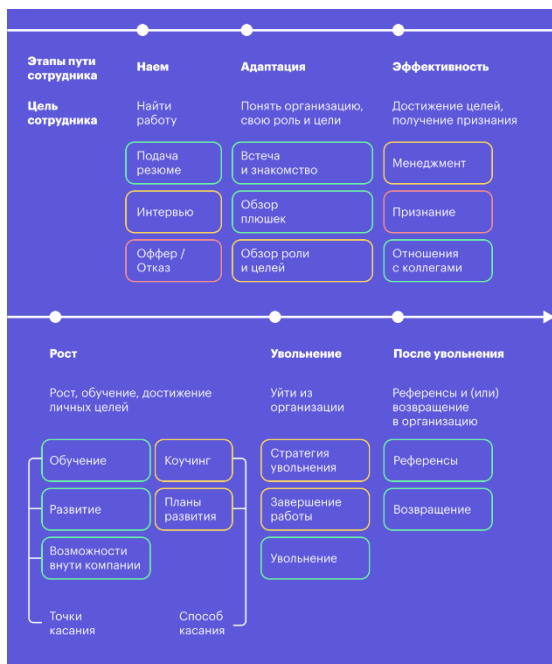 Этапы пути
сотрудника
Наем
Адаптация
Эффективность
Цель
сотрудника
Найти
работу
Понять организацию,
свою роль и цели
Достижение целей,
получение признания
Подача
резюме
Встеча
и знакомство
Менеджмент
Интервью
Обзор
плюшек
Признание
Оффер /
Отказ
Обзор роли
и целей
Отношения
с коллегами
Рост
Увольнение
После увольнения
Рост, обучение, достижение
личных целей
Уйти из
организации
Референсы и (или)
возвращение
в организацию
Обучение
Коучинг
Стратегия
увольнения
Референсы
Развитие
Планы
развития
Завершение
работы
Возвращение
Возможности
внути компании
Увольнение
Точки
касания
Способ
касания